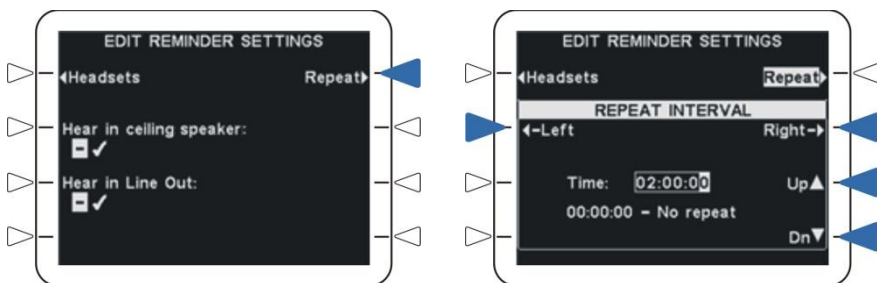 EDIT REMINDER SETTINGS
◀Headsets Repeat▶
Hear in ceiling speaker:
- ✓
Hear in Line Out:
- ✓
EDIT REMINDER SETTINGS
◀Headsets Repeat▶
REPEAT INTERVAL
◀-Left Right-▶
Time: 02:00:00 Up▲
00:00:00 - No repeat
Dn▼